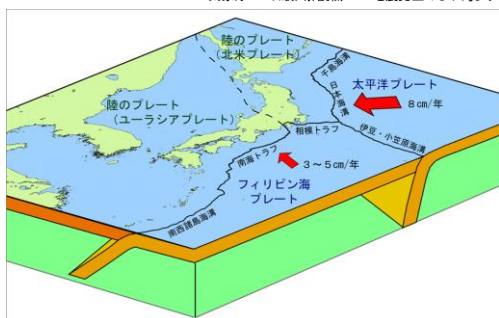 陸のプレート
（北米プレート）
千島海溝
太平洋プレート
日本海溝
8cm/年
陸のプレート
（ユーラシアプレート）
相模トラフ
伊豆・小笠原海溝
南海トラフ
3～5cm/年
フィリピン海
プレート
南西諸島海溝